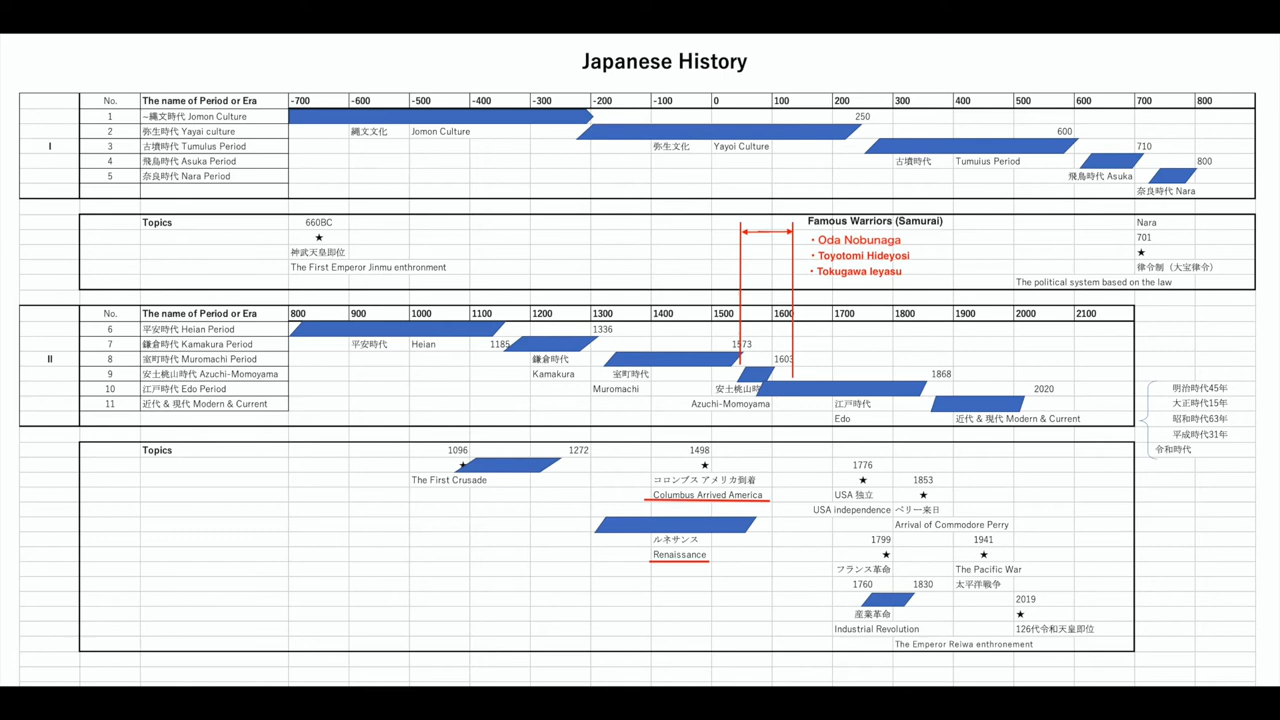 Japanese History
No. The name of Period or Era -700 -600 -500 -400 -300 -200 -100 0 100 200 300 400 500 600 700 800
1 ~縄文時代 Jomon Culture 250
2 弥生時代 Yayai culture 縄文文化 Jomon Culture 600
I 3 古墳時代 Tumulus Period 弥生文化 Yayoi Culture 710
4 飛鳥時代 Asuka Period 古墳時代 Tumuius Period 800
5 奈良時代 Nara Period 飛鳥時代 Asuka
奈良時代 Nara
Topics 660BC Famous Warriors (Samurai) Nara
★ ・Oda Nobunaga 701
神武天皇即位 ・Toyotomi Hideyosi ★
The First Emperor Jinmu enthronment ・Tokugawa Ieyasu 律令制（大宝律令）
The political system based on the law
No. The name of Period or Era 800 900 1000 1100 1200 1300 1400 1500 1600 1700 1800 1900 2000 2100
6 平安時代 Heian Period 1336
7 鎌倉時代 Kamakura Period 平安時代 Heian 1185 1573
II 8 室町時代 Muromachi Period 鎌倉時代 1603
9 安土桃山時代 Azuchi-Momoyama Kamakura 室町時代 1868
10 江戸時代 Edo Period Muromachi 安土桃山時 2020 明治時代45年
11 近代 & 現代 Modern & Current Azuchi-Momoyama 江戸時代 大正時代15年
Edo 近代 & 現代 Modern & Current 昭和時代63年
平成時代31年
令和時代
Topics 1096 1272 1498
★ ★ 1776
The First Crusade コロンブス アメリカ到着 ★ 1853
Columbus Arrived America USA 独立 ★
USA independence ペリー来日
Arrival of Commodore Perry
ルネサンス 1799 1941
Renaissance ★ ★
フランス革命 The Pacific War
1760 1830 太平洋戦争
2019
産業革命 ★
Industrial Revolution 126代令和天皇即位
The Emperor Reiwa enthronement